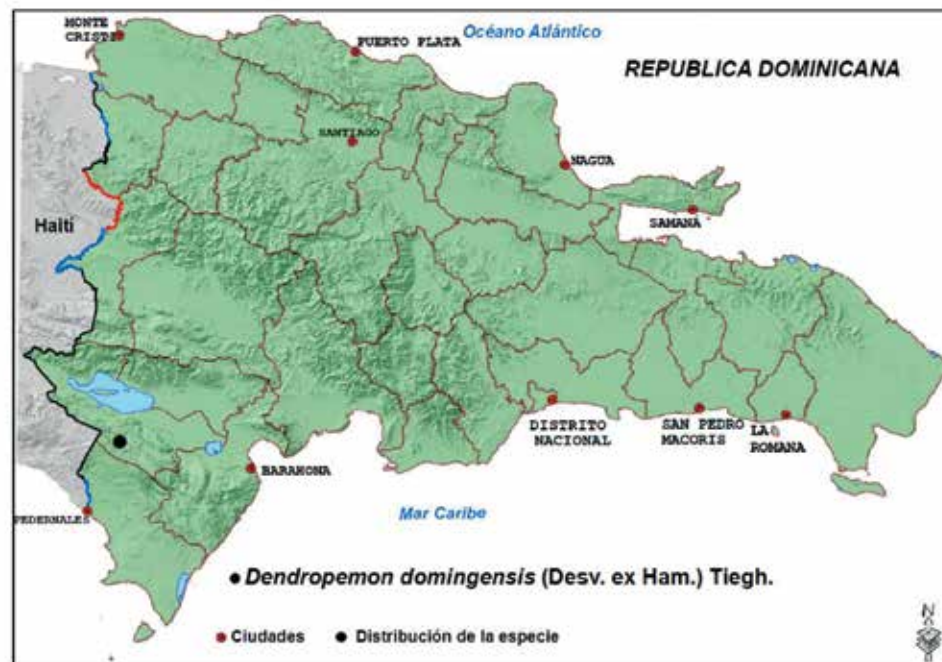 MONTE
CRISTI
Océano Atlántico
PUERTO PLATA
REPUBLICA DOMINICANA
SANTIAGO
NAGUA
SAMANA
Haití
DISTRITO
NACIONAL
SAN PEDRO
MACORIS
LA
ROMANA
BARAHONA
PEDERNALES
Mar Caribe
Dendropemon domingensis (Desv. ex Ham.) Tiegh.
Ciudades
Distribución de la especie
N